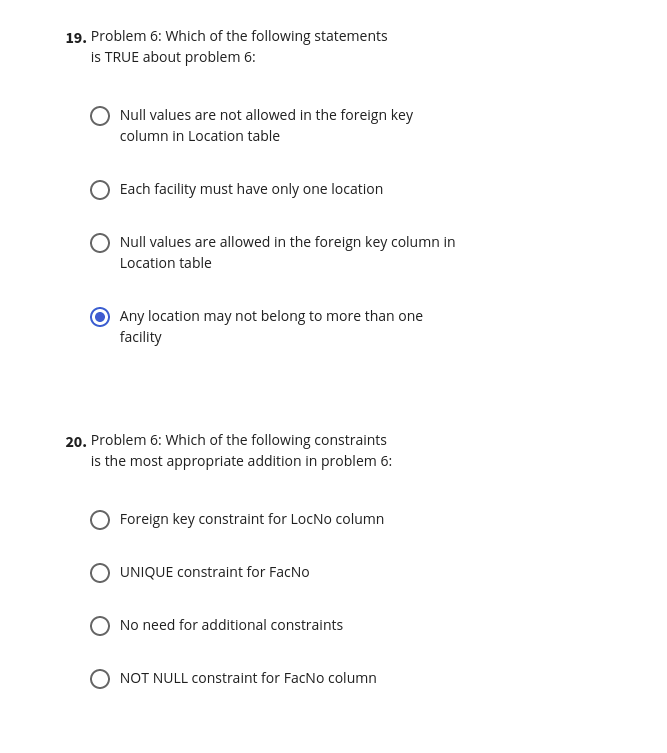 19. Problem 6: Which of the following statements
is TRUE about problem 6:
Null values are not allowed in the foreign key
column in Location table
Each facility must have only one location
Null values are allowed in the foreign key column in
Location table
Any location may not belong to more than one
facility
20. Problem 6: Which of the following constraints
is the most appropriate addition in problem 6:
Foreign key constraint for LocNo column
UNIQUE constraint for FacNo
No need for additional constraints
NOT NULL constraint for FacNo column